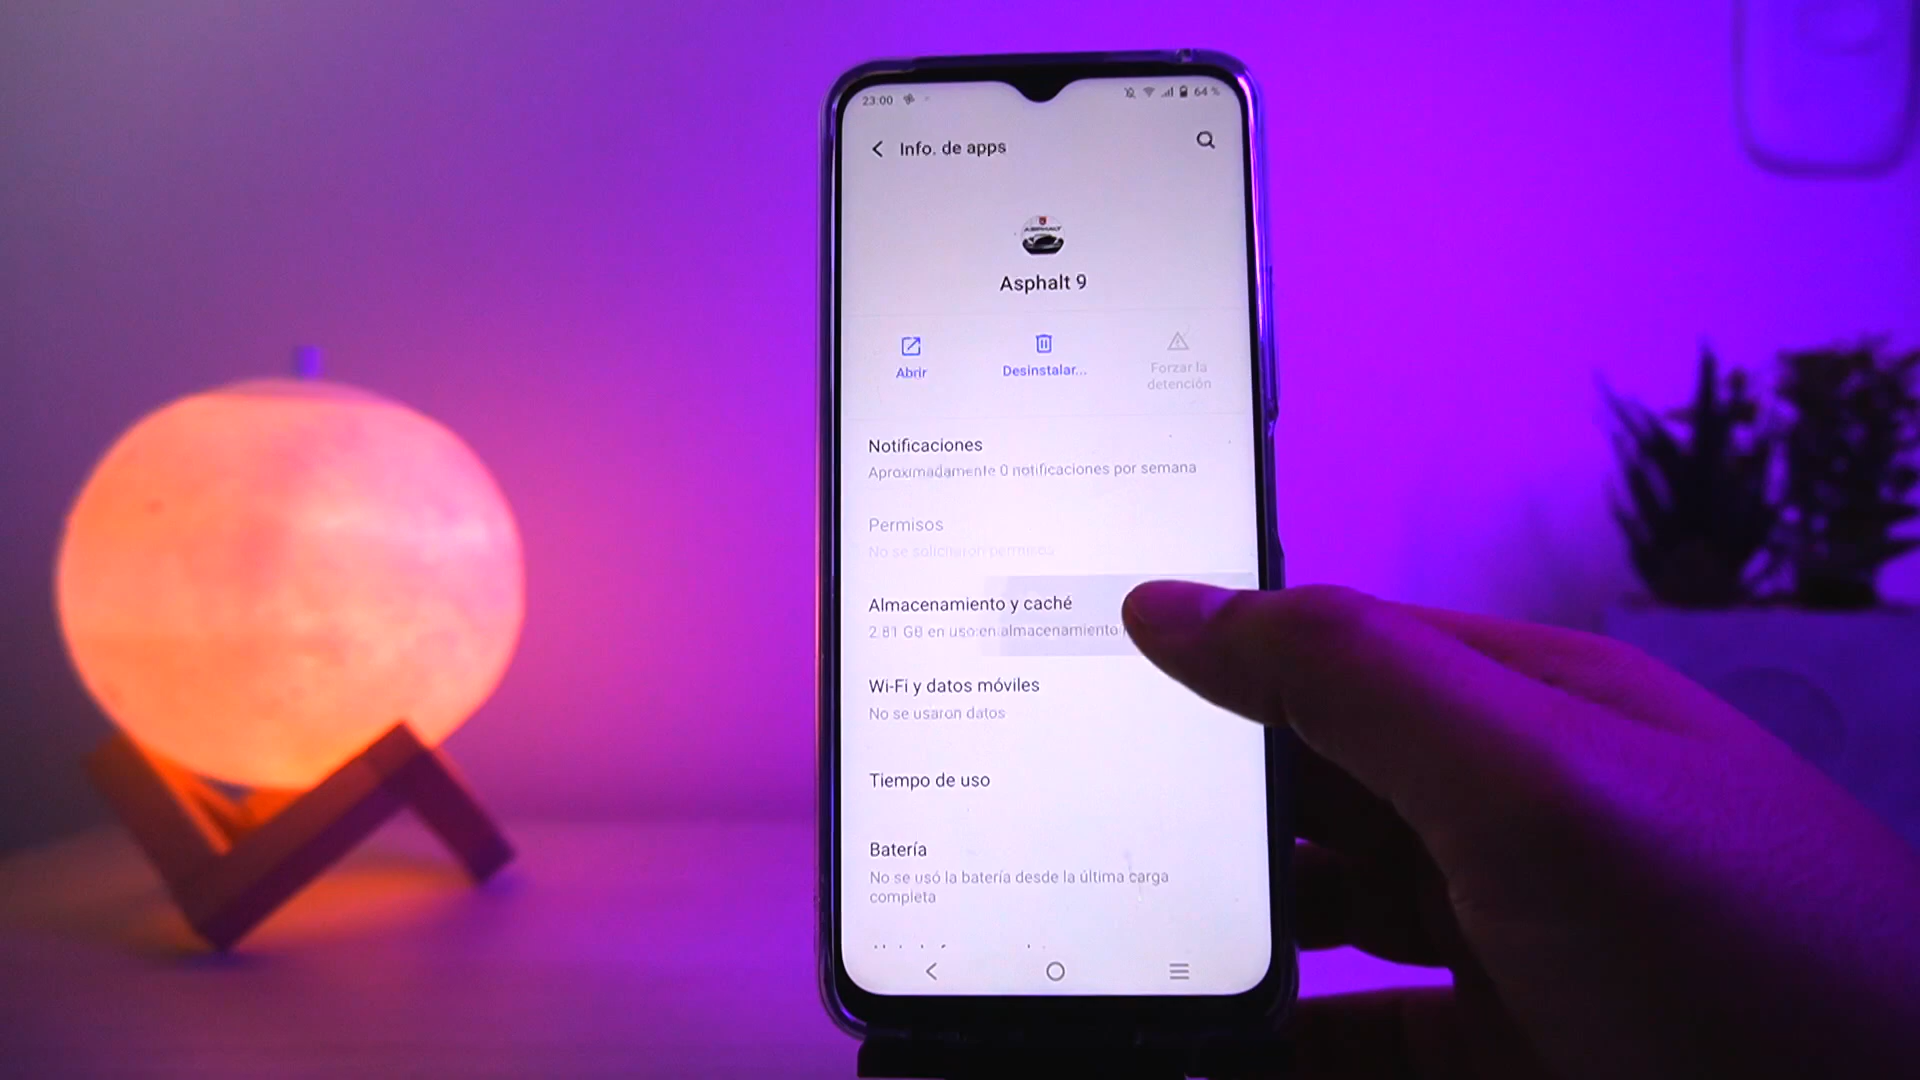 23:00
64 %
Info. de apps
ASPHALT
Asphalt 9
Abrir
Desinstalar...
Forzar la
detención
Notificaciones
Aproximadamente 0 notificaciones por semana
Permisos
No se solicitaron permisos
Almacenamiento y caché
2.81 GB en uso en almacenamiento
Wi-Fi y datos móviles
No se usaron datos
Tiempo de uso
Batería
No se usó la batería desde la última carga
completa